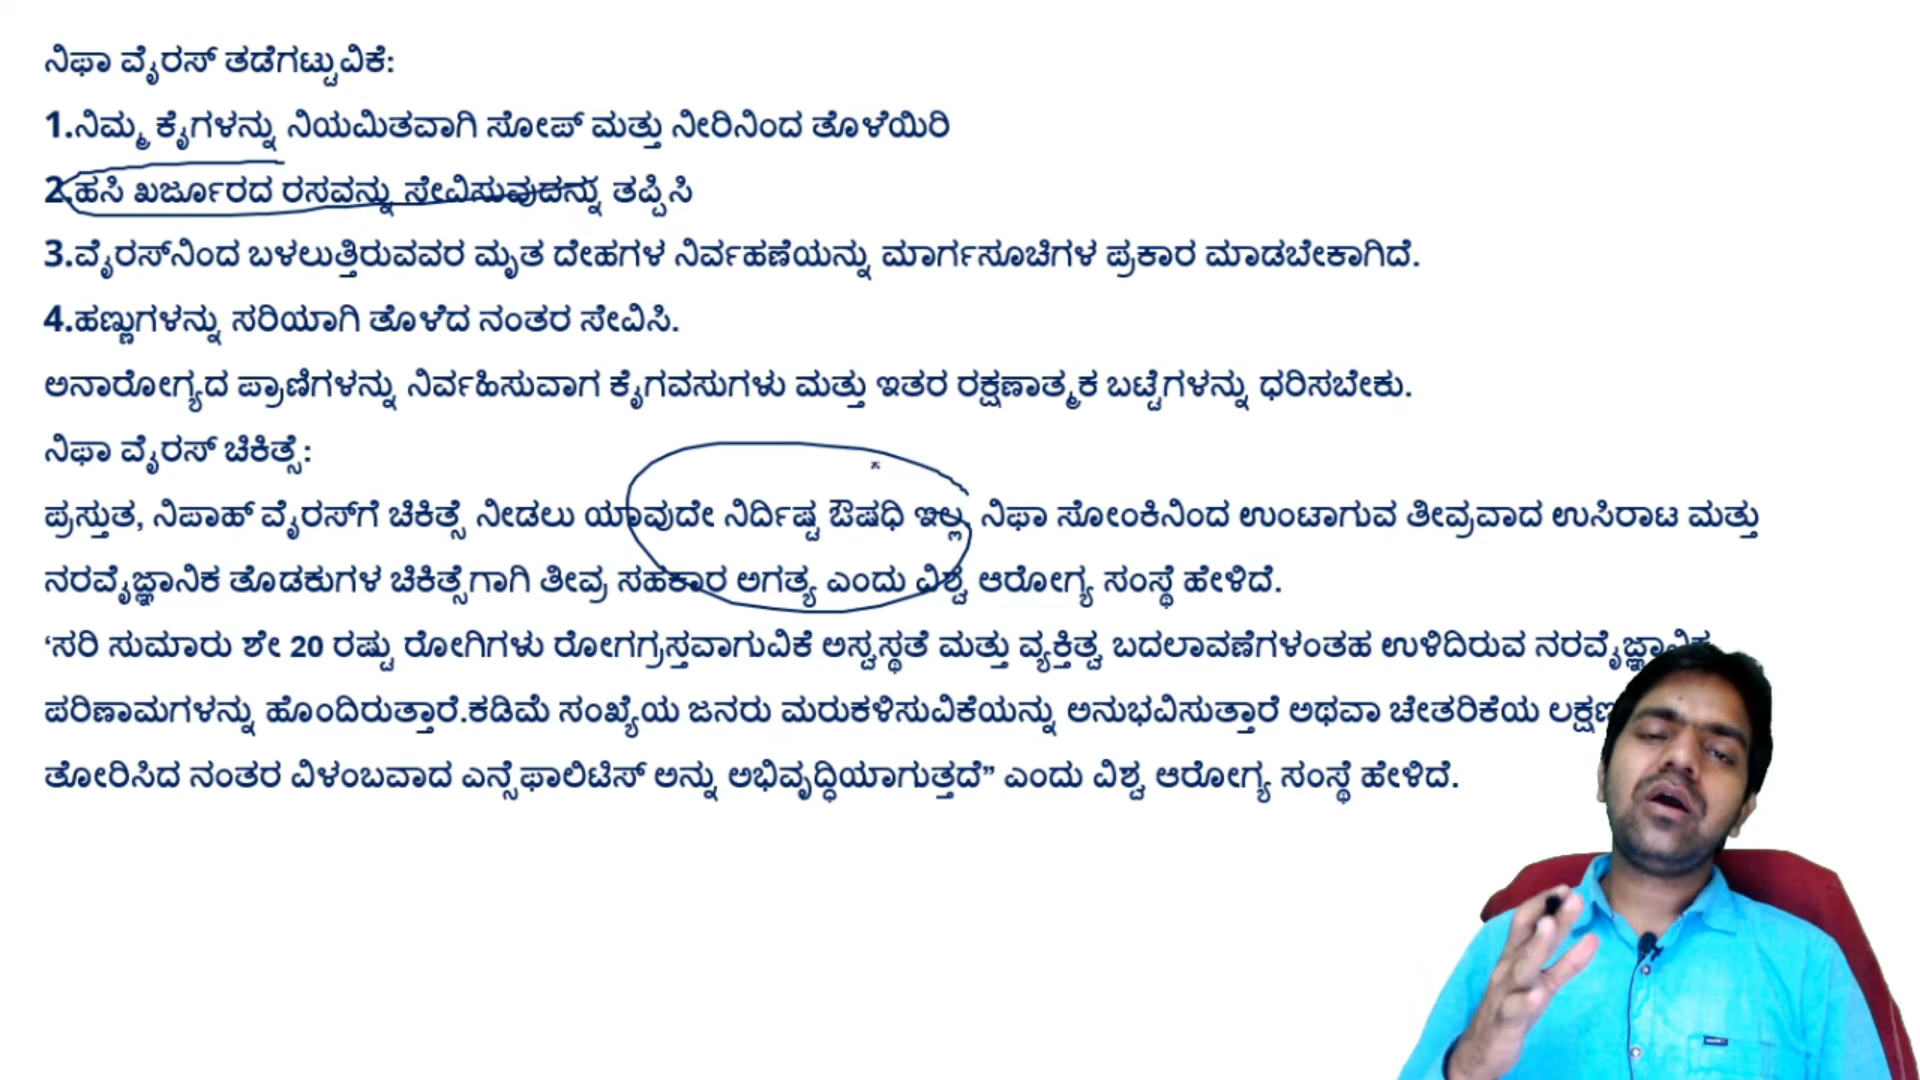 ನಿಫಾ ವೈರಸ್ ತಡೆಗಟ್ಟುವಿಕೆ:
1.ನಿಮ್ಮ ಕೈಗಳನ್ನು ನಿಯಮಿತವಾಗಿ ಸೋಪ್ ಮತ್ತು ನೀರಿನಿಂದ ತೊಳೆಯಿರಿ
2.ಹಸಿ ಖರ್ಜೂರದ ರಸವನ್ನು ಸೇವಿಸುವುದನ್ನು ತಪ್ಪಿಸಿ
3.ವೈರಸ್‌ನಿಂದ ಬಳಲುತ್ತಿರುವವರ ಮೃತ ದೇಹಗಳ ನಿರ್ವಹಣೆಯನ್ನು ಮಾರ್ಗಸೂಚಿಗಳ ಪ್ರಕಾರ ಮಾಡಬೇಕಾಗಿದೆ.
4.ಹಣ್ಣುಗಳನ್ನು ಸರಿಯಾಗಿ ತೊಳೆದ ನಂತರ ಸೇವಿಸಿ.
ಅನಾರೋಗ್ಯದ ಪ್ರಾಣಿಗಳನ್ನು ನಿರ್ವಹಿಸುವಾಗ ಕೈಗವಸುಗಳು ಮತ್ತು ಇತರ ರಕ್ಷಣಾತ್ಮಕ ಬಟ್ಟೆಗಳನ್ನು ಧರಿಸಬೇಕು.
ನಿಫಾ ವೈರಸ್ ಚಿಕಿತ್ಸೆ:
ಪ್ರಸ್ತುತ, ನಿಪಾಹ್ ವೈರಸ್‌ಗೆ ಚಿಕಿತ್ಸೆ ನೀಡಲು ಯಾವುದೇ ನಿರ್ದಿಷ್ಟ ಔಷಧಿ ಇಲ್ಲ, ನಿಫಾ ಸೋಂಕಿನಿಂದ ಉಂಟಾಗುವ ತೀವ್ರವಾದ ಉಸಿರಾಟ ಮತ್ತು
ನರವೈಜ್ಞಾನಿಕ ತೊಡಕುಗಳ ಚಿಕಿತ್ಸೆಗಾಗಿ ತೀವ್ರ ಸಹಕಾರ ಅಗತ್ಯ ಎಂದು ವಿಶ್ವ ಆರೋಗ್ಯ ಸಂಸ್ಥೆ ಹೇಳಿದೆ.
‘ಸರಿ ಸುಮಾರು ಶೇ 20 ರಷ್ಟು ರೋಗಿಗಳು ರೋಗಗ್ರಸ್ತವಾಗುವಿಕೆ ಅಸ್ವಸ್ಥತೆ ಮತ್ತು ವ್ಯಕ್ತಿತ್ವ ಬದಲಾವಣೆಗಳಂತಹ ಉಳಿದಿರುವ ನರವೈಜ್ಞಾನಿಕ
ಪರಿಣಾಮಗಳನ್ನು ಹೊಂದಿರುತ್ತಾರೆ.ಕಡಿಮೆ ಸಂಖ್ಯೆಯ ಜನರು ಮರುಕಳಿಸುವಿಕೆಯನ್ನು ಅನುಭವಿಸುತ್ತಾರೆ ಅಥವಾ ಚೇತರಿಕೆಯ
ತೋರಿಸಿದ ನಂತರ ವಿಳಂಬವಾದ ಎನ್ಸೆಫಾಲಿಟಿಸ್ ಅನ್ನು ಅಭಿವೃದ್ಧಿಯಾಗುತ್ತದೆ” ಎಂದು ವಿಶ್ವ ಆರೋಗ್ಯ ಸಂಸ್ಥೆ ಹೇಳಿದೆ.